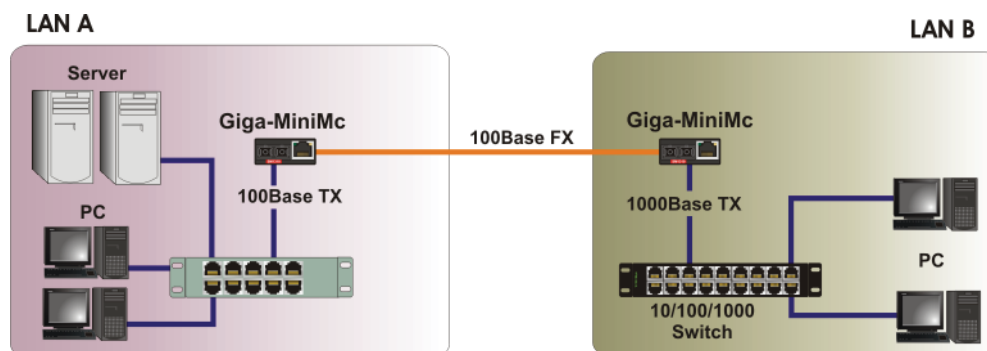 LAN A
LAN B
Server
Giga-MiniMc
100Base FX
Giga-MiniMc
100Base TX
1000Base TX
PC
PC
10/100/1000
Switch